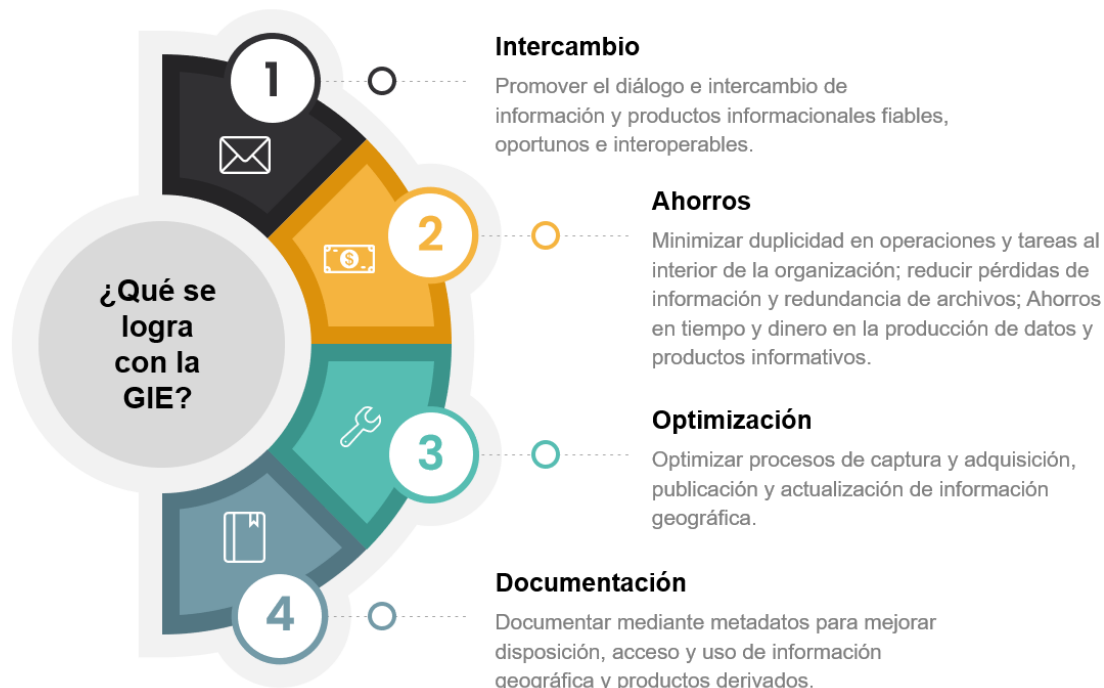 ¿Qué se
logra
con la
GIE?
1
Intercambio
Promover el diálogo e intercambio de
información y productos informacionales fiables,
oportunos e interoperables.
2
Ahorros
Minimizar duplicidad en operaciones y tareas al
interior de la organización; reducir pérdidas de
información y redundancia de archivos; Ahorros
en tiempo y dinero en la producción de datos y
productos informativos.
3
Optimización
Optimizar procesos de captura y adquisición,
publicación y actualización de información
geográfica.
4
Documentación
Documentar mediante metadatos para mejorar
disposición, acceso y uso de información
geográfica y productos derivados.